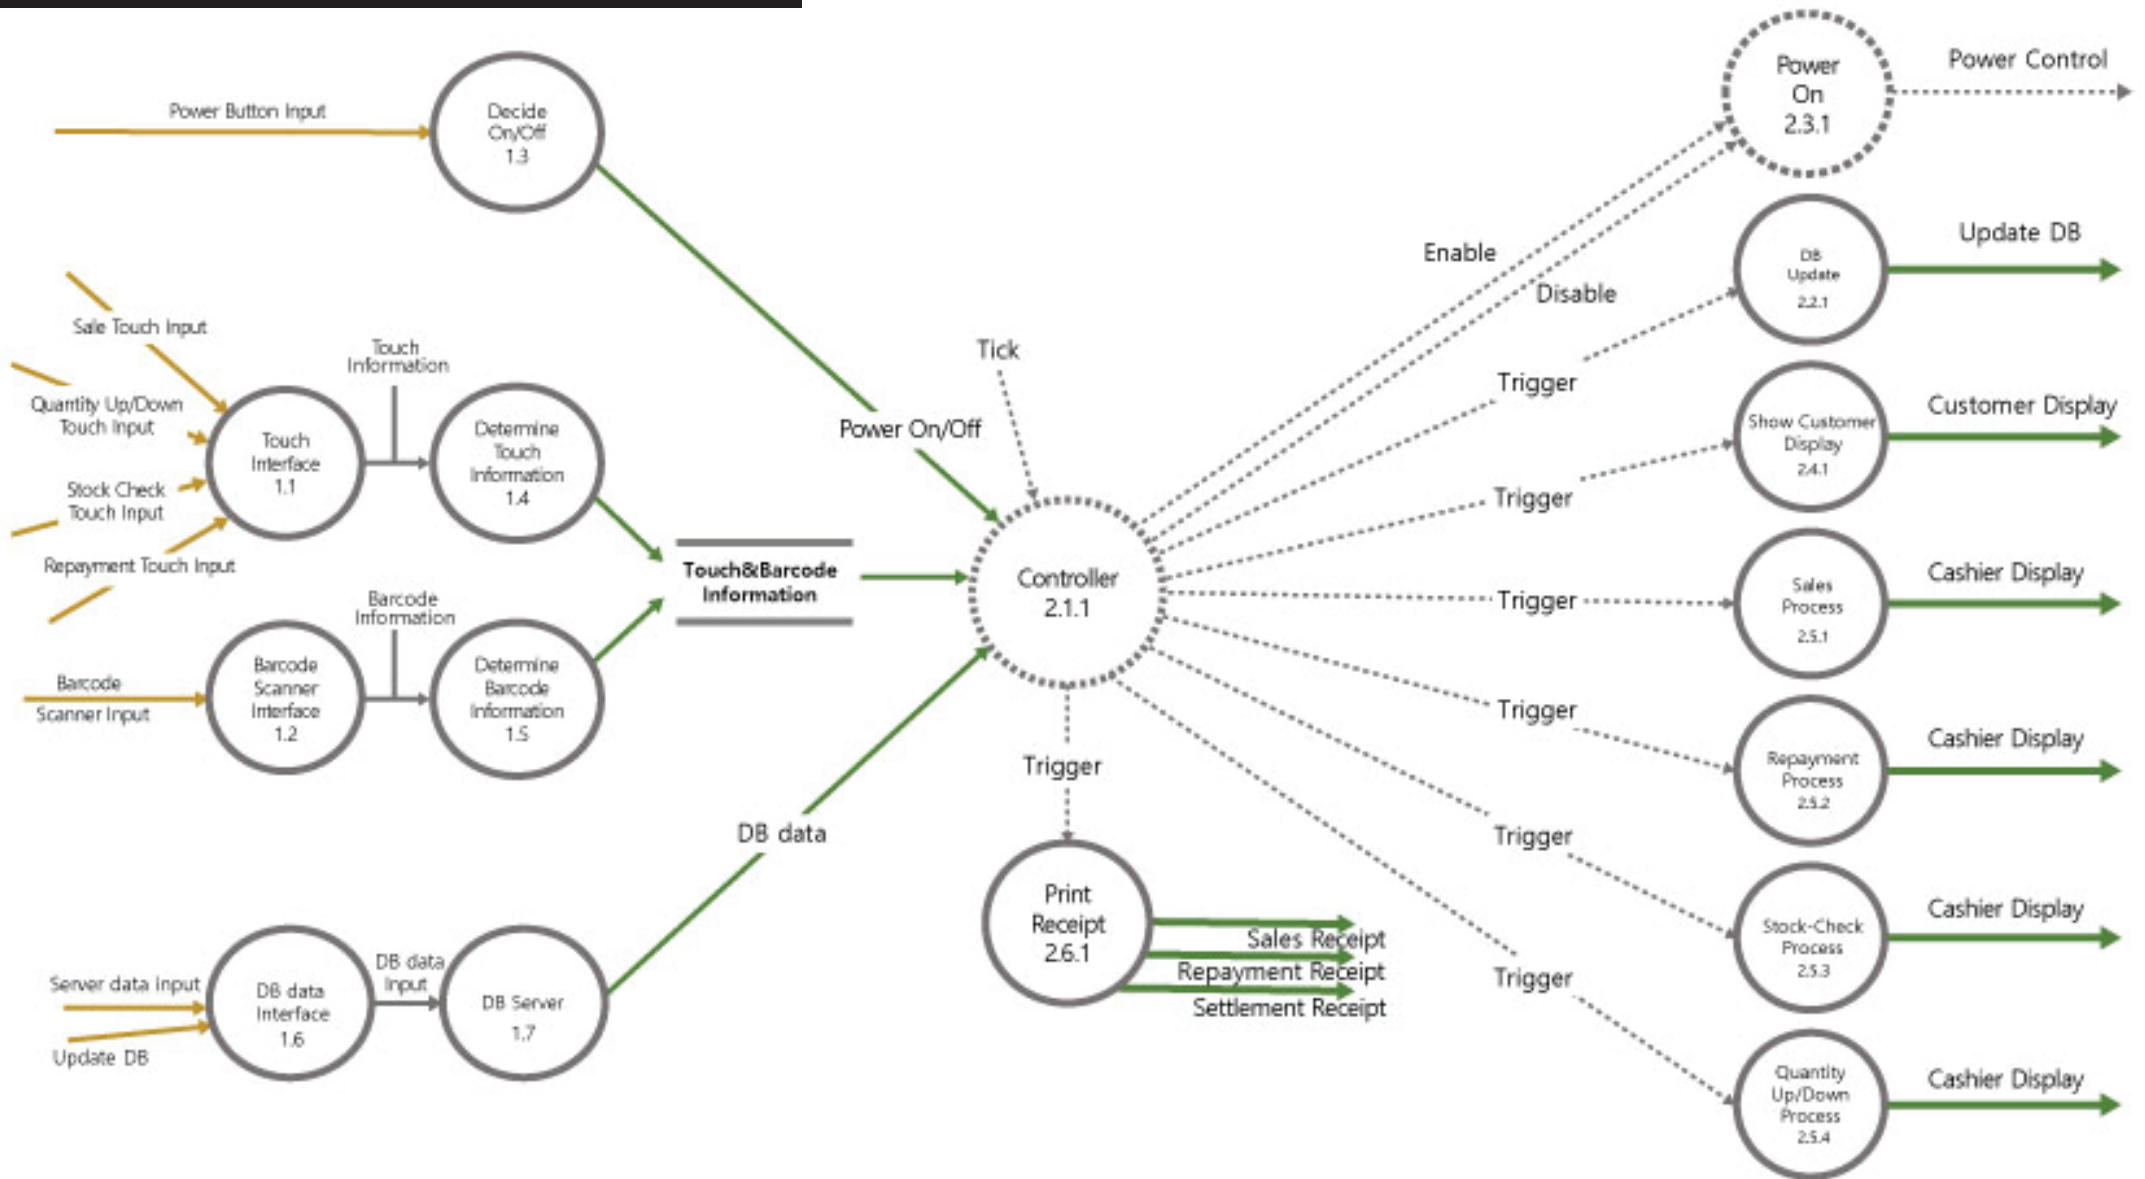 Power Button Input
Decide
On/Off
1.3
Sale Touch Input
Quantity Up/Down
Touch Input
Stock Check
Touch Input
Repayment Touch Input
Touch
Interface
1.1
Touch
Information
Determine
Touch
Information
1.4
Barcode
Scanner Input
Barcode
Scanner
Interface
1.2
Barcode
Information
Determine
Barcode
Information
1.5
Server data input
Update DB
DB data
Interface
1.6
DB data
Input
DB Server
1.7
Touch&Barcode
Information
Power On/Off
DB data
Tick
Controller
2.1.1
Trigger
Print
Receipt
2.6.1
Sales Receipt
Repayment Receipt
Settlement Receipt
Enable
Disable
Trigger
Trigger
Trigger
Trigger
Trigger
Trigger
Power
On
2.3.1
Power Control
DB
Update
2.2.1
Update DB
Show Customer
Display
2.4.1
Customer Display
Sales
Process
2.5.1
Cashier Display
Repayment
Process
2.5.2
Cashier Display
Stock-Check
Process
2.5.3
Cashier Display
Quantity
Up/Down
Process
2.5.4
Cashier Display